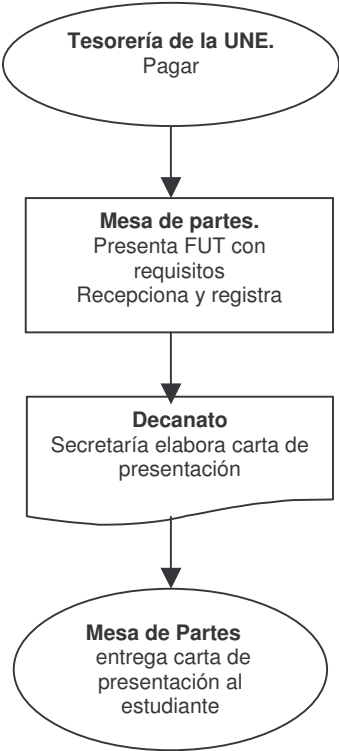 Tesorería de la UNE.
Pagar
Mesa de partes.
Presenta FUT con
requisitos
Recepciona y registra
Decanato
Secretaría elabora carta de
presentación
Mesa de Partes
entrega carta de
presentación al
estudiante